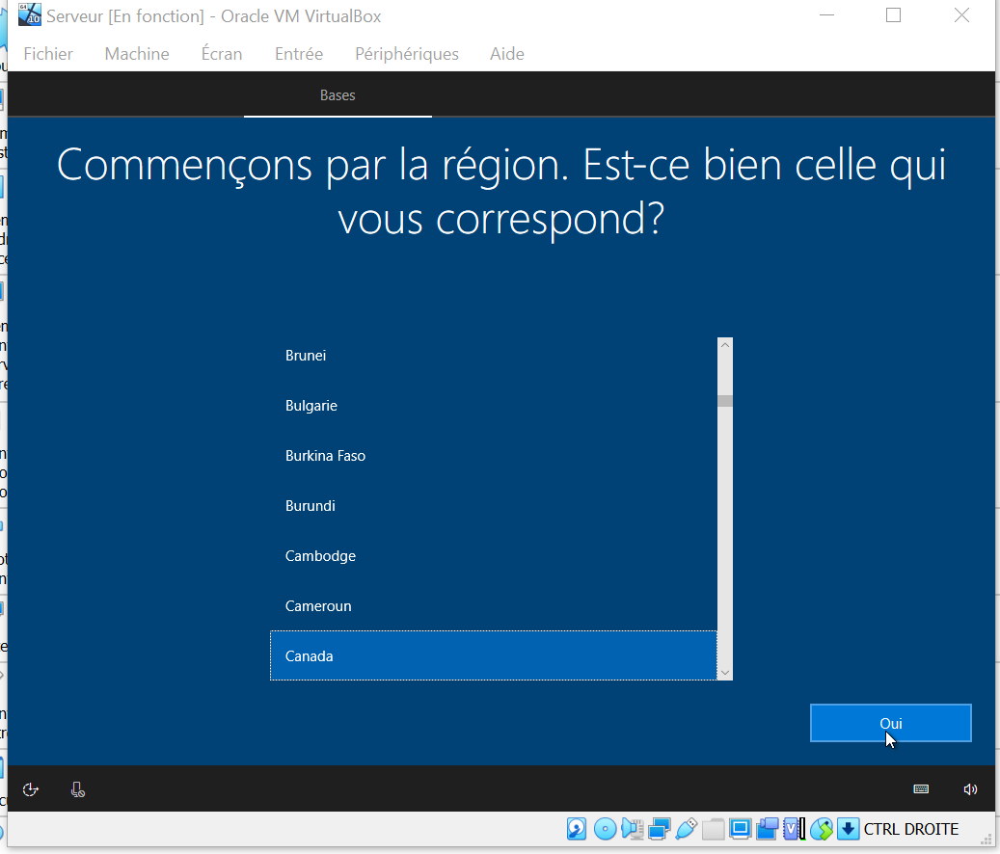 Serveur [En fonction] - Oracle VM VirtualBox
Fichier Machine Écran Entrée Périphériques Aide
Bases
Commençons par la région. Est-ce bien celle qui
vous correspond?
Brunei
Bulgarie
Burkina Faso
Burundi
Cambodge
Cameroun
Canada
Oui
CTRL DROITE